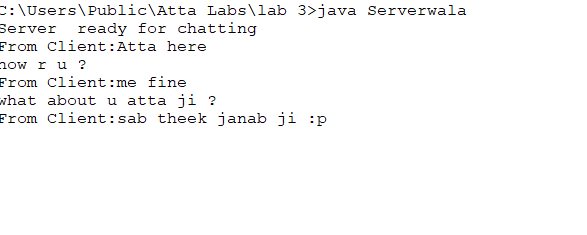 C:\Users\Public\Atta Labs\lab 3>java Serverwala
Server  ready for chatting
From Client:Atta here
how r u ?
From Client:me fine
what about u atta ji ?
From Client:sab theek janab ji :p